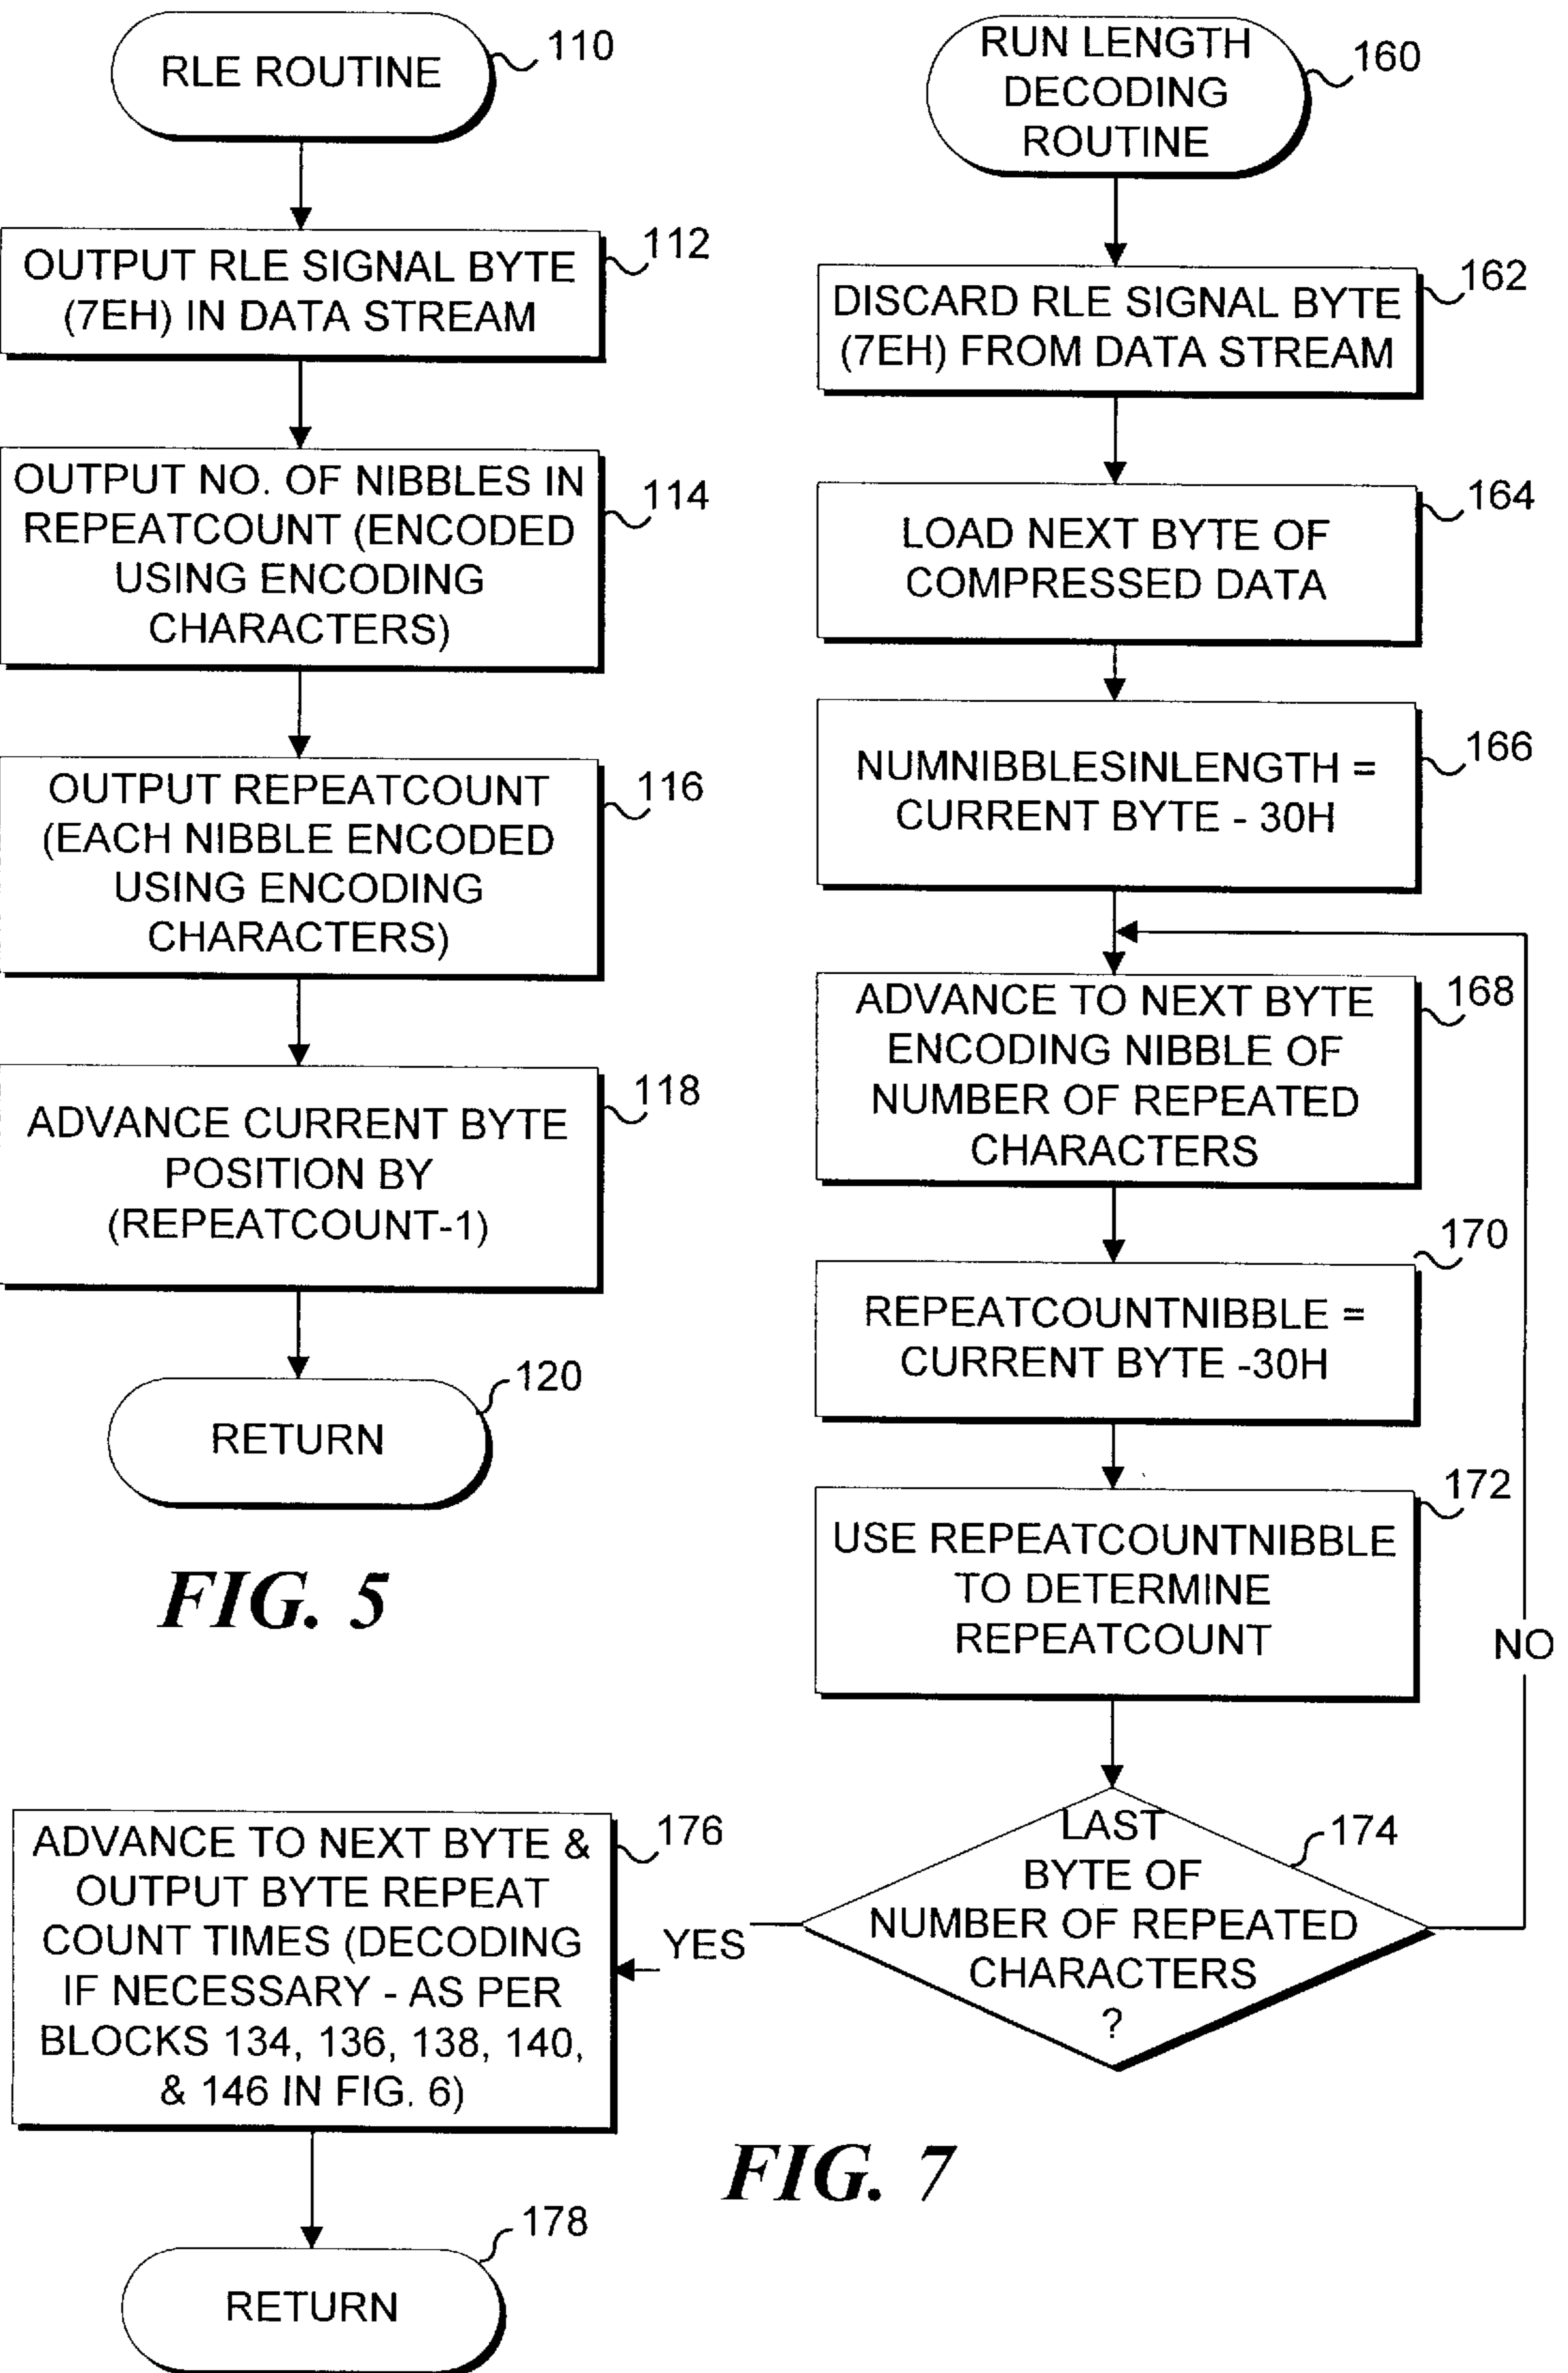 RLE ROUTINE
110
OUTPUT RLE SIGNAL BYTE
(7EH) IN DATA STREAM
112
OUTPUT NO. OF NIBBLES IN
REPEATCOUNT (ENCODED
USING ENCODING
CHARACTERS)
114
OUTPUT REPEATCOUNT
(EACH NIBBLE ENCODED
USING ENCODING
CHARACTERS)
116
ADVANCE CURRENT BYTE
POSITION BY
(REPEATCOUNT-1)
118
RETURN
120
FIG. 5
RUN LENGTH
DECODING
ROUTINE
160
DISCARD RLE SIGNAL BYTE
(7EH) FROM DATA STREAM
162
LOAD NEXT BYTE OF
COMPRESSED DATA
164
NUMNIBBLESINLENGTH =
CURRENT BYTE - 30H
166
ADVANCE TO NEXT BYTE
ENCODING NIBBLE OF
NUMBER OF REPEATED
CHARACTERS
168
REPEATCOUNTNIBBLE =
CURRENT BYTE -30H
170
USE REPEATCOUNTNIBBLE
TO DETERMINE
REPEATCOUNT
172
NO
LAST
BYTE OF
NUMBER OF REPEATED
CHARACTERS
?
174
YES
ADVANCE TO NEXT BYTE &
OUTPUT BYTE REPEAT
COUNT TIMES (DECODING
IF NECESSARY - AS PER
BLOCKS 134, 136, 138, 140,
& 146 IN FIG. 6)
176
RETURN
178
FIG. 7